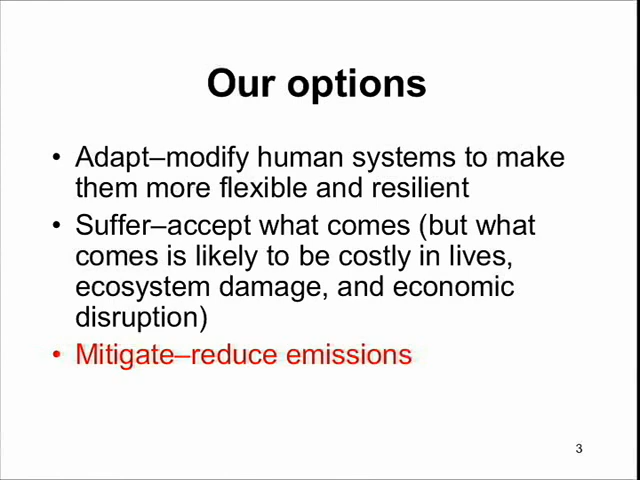 Our options
• Adapt–modify human systems to make
them more flexible and resilient
• Suffer–accept what comes (but what
comes is likely to be costly in lives,
ecosystem damage, and economic
disruption)
• Mitigate–reduce emissions
3